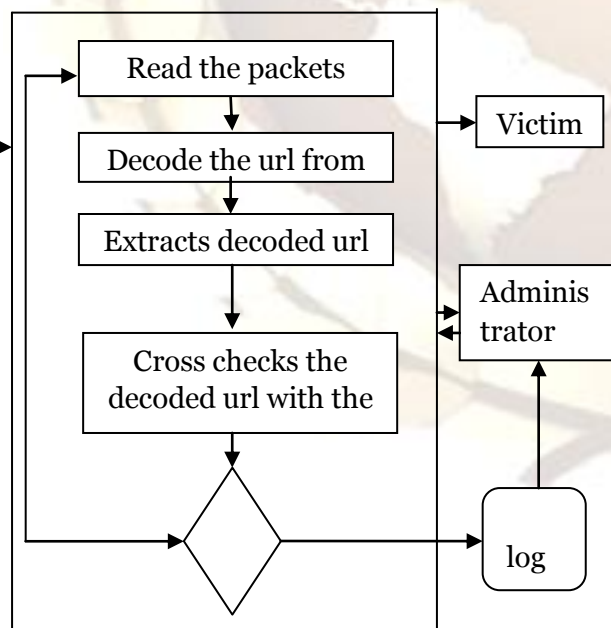 Read the packets
Decode the url from
Extracts decoded url
Cross checks the
decoded url with the
Victim
Adminis
trator
log